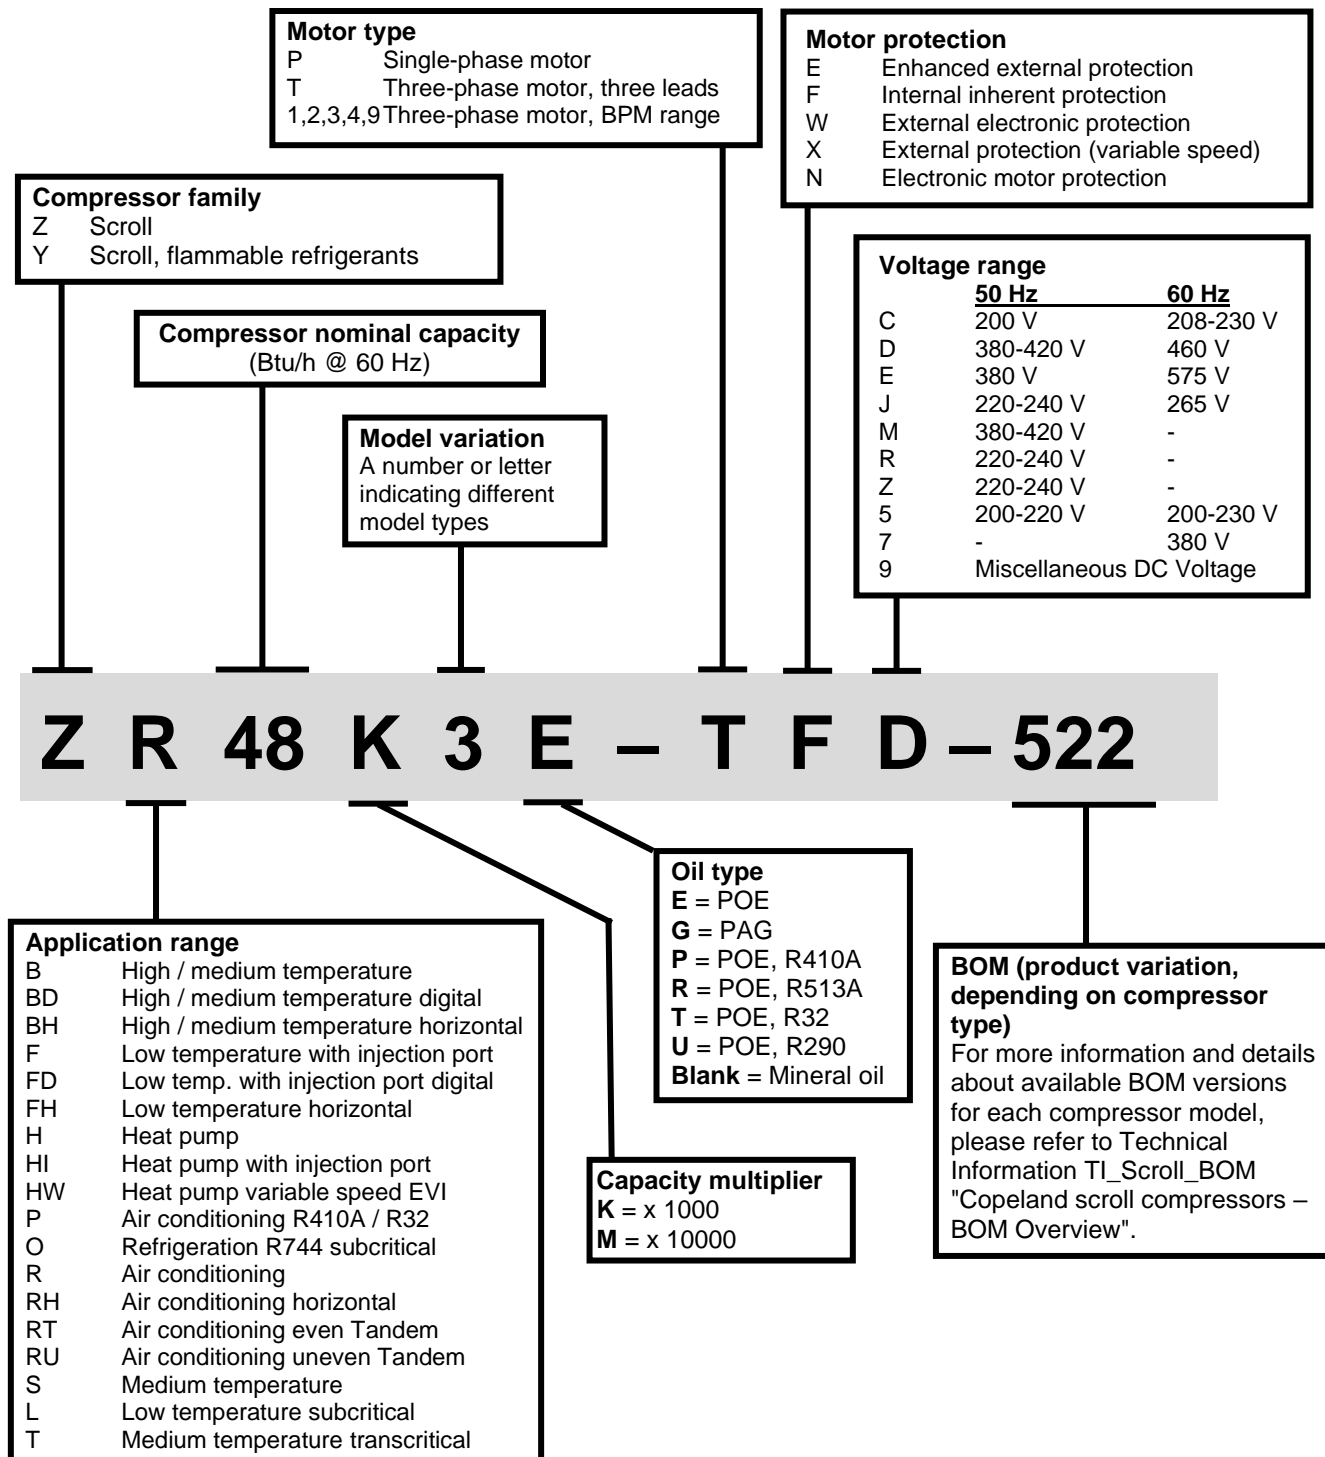 Motor type
P Single-phase motor
T Three-phase motor, three leads
1,2,3,4,9 Three-phase motor, BPM range
Motor protection
E Enhanced external protection
F Internal inherent protection
W External electronic protection
X External protection (variable speed)
N Electronic motor protection
Compressor family
Z Scroll
Y Scroll, flammable refrigerants
Voltage range
50 Hz 60 Hz
C 200 V 208-230 V
D 380-420 V 460 V
E 380 V 575 V
J 220-240 V 265 V
M 380-420 V -
R 220-240 V -
Z 220-240 V -
5 200-220 V 200-230 V
7 - 380 V
9 Miscellaneous DC Voltage
Compressor nominal capacity
(Btu/h @ 60 Hz)
Model variation
A number or letter
indicating different
model types
Z R 48 K 3 E – T F D – 522
Application range
B High / medium temperature
BD High / medium temperature digital
BH High / medium temperature horizontal
F Low temperature with injection port
FD Low temp. with injection port digital
FH Low temperature horizontal
H Heat pump
HI Heat pump with injection port
HW Heat pump variable speed EVI
P Air conditioning R410A / R32
O Refrigeration R744 subcritical
R Air conditioning
RH Air conditioning horizontal
RT Air conditioning even Tandem
RU Air conditioning uneven Tandem
S Medium temperature
L Low temperature subcritical
T Medium temperature transcritical
Oil type
E = POE
G = PAG
P = POE, R410A
R = POE, R513A
T = POE, R32
U = POE, R290
Blank = Mineral oil
Capacity multiplier
K = x 1000
M = x 10000
BOM (product variation,
depending on compressor
type)
For more information and details
about available BOM versions
for each compressor model,
please refer to Technical
Information TI_Scroll_BOM
"Copeland scroll compressors –
BOM Overview".